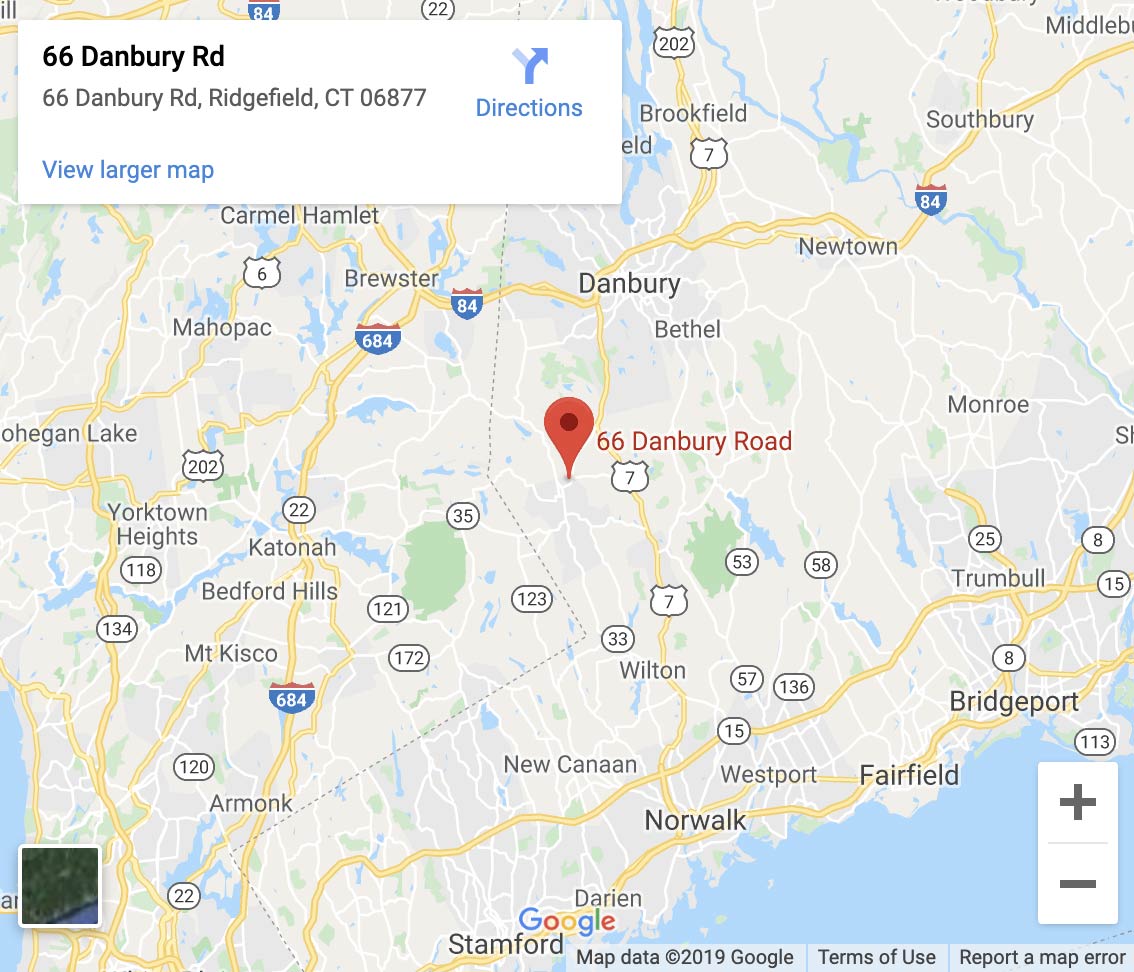 84
22
202
66 Danbury Rd
66 Danbury Rd, Ridgefield, CT 06877
Directions
View larger map
Brookfield
7
Southbury
84
Carmel Hamlet
Newtown
6
Brewster
Danbury
84
Mahopac
684
Bethel
Monroe
ohegan Lake
66 Danbury Road
202
7
22
35
Yorktown
Heights
Katonah
25
8
118
53
58
Trumbull
15
Bedford Hills
121
123
7
134
33
Mt Kisco
172
Wilton
8
57
136
684
Bridgeport
15
113
120
New Canaan
Westport
Fairfield
Armonk
Norwalk
22
Darien
Google
Stamford
Map data ©2019 Google
Terms of Use
Report a map error